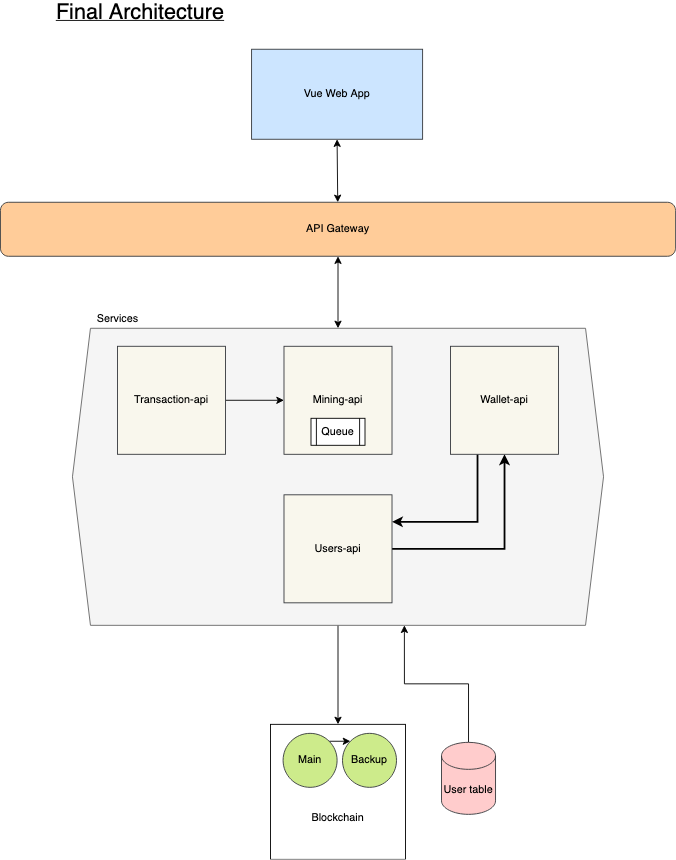 Final Architecture
Vue Web App
API Gateway
Services
Transaction-api
Mining-api
Queue
Wallet-api
Users-api
Main
Backup
Blockchain
User table